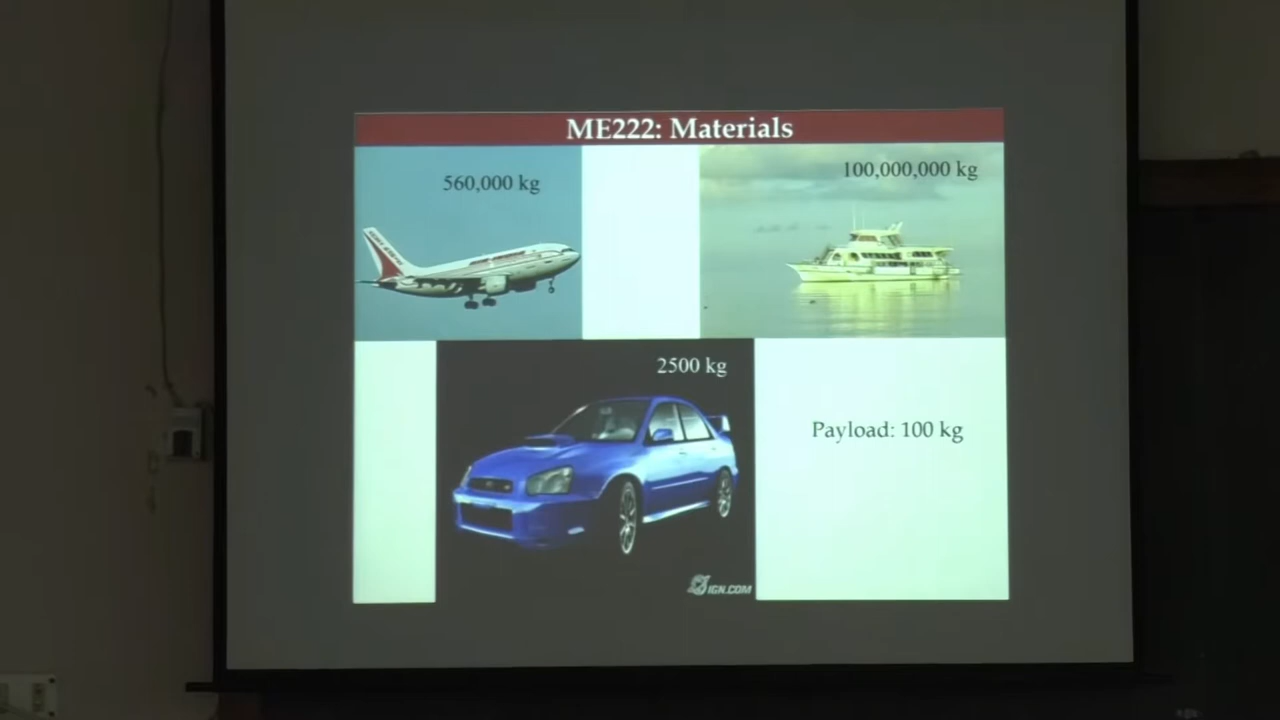 ME222: Materials
560,000 kg
100,000,000 kg
2500 kg
Payload: 100 kg
IGN.COM